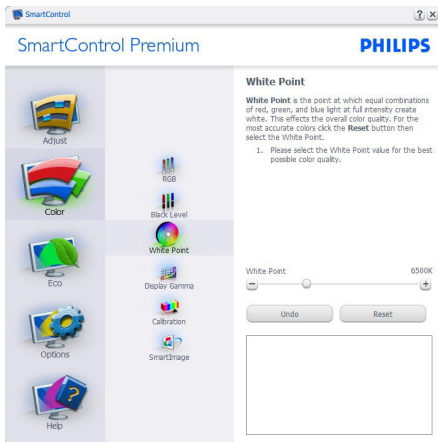 SmartControl
? x
SmartControl Premium
PHILIPS
Adjust
Color
Eco
Options
Help
RGB
Black Level
White Point
Display Gamma
Calibration
SmartImage
White Point
White Point is the point at which equal combinations
of red, green, and blue light at full intensity create
white. This effects the overall color quality. For the
most accurate colors click the Reset button then
select the White Point.
1. Please select the White Point value for the best
possible color quality.
White Point 6500K
- +
Undo Reset